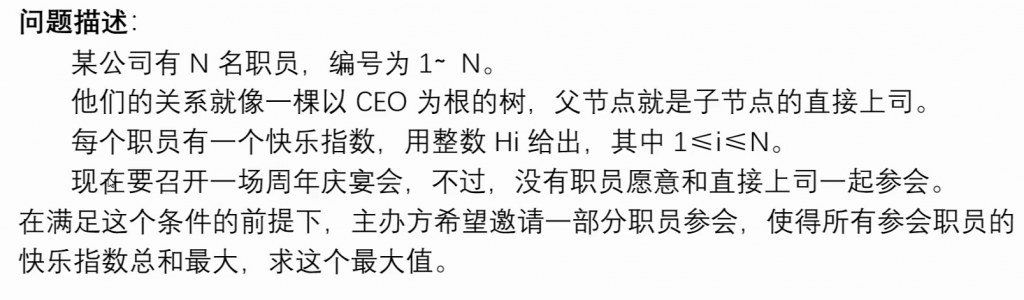 问题描述：
某公司有 N 名职员，编号为 1~ N。
他们的关系就像一棵以 CEO 为根的树，父节点就是子节点的直接上司。
每个职员有一个快乐指数，用整数 Hi 给出，其中 1≤i≤N。
现在要召开一场周年庆宴会，不过，没有职员愿意和直接上司一起参会。
在满足这个条件的前提下，主办方希望邀请一部分职员参会，使得所有参会职员的
快乐指数总和最大，求这个最大值。